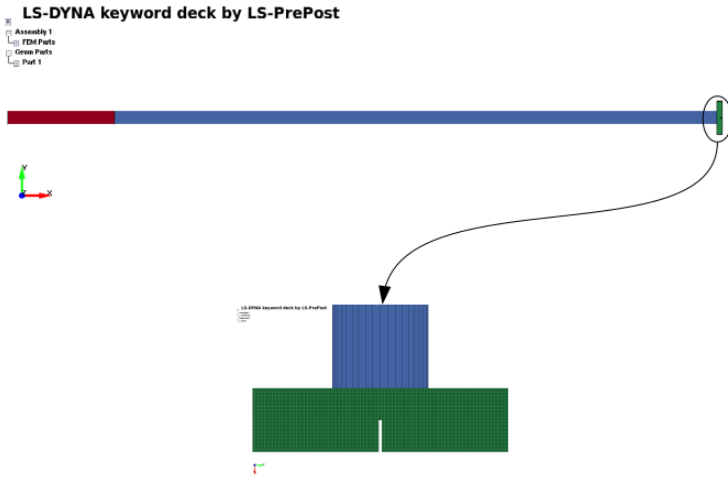 LS-DYNA keyword deck by LS-PrePost
Assembly 1
FEM Parts
Geom Parts
Part 1
Y
Z
X
LS-DYNA keyword deck by LS-PrePost